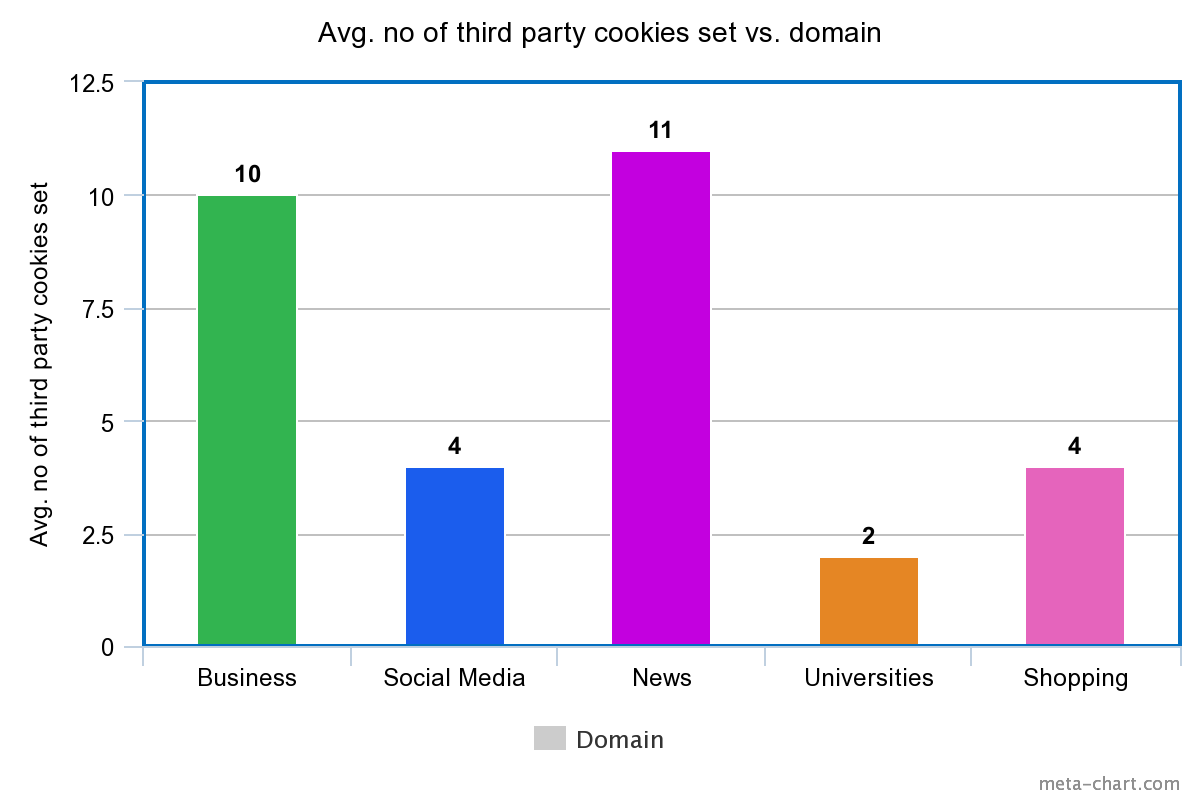 Avg. no of third party cookies set vs. domain
Avg. no of third party cookies set
12.5
10
7.5
5
2.5
0
10
4
11
2
4
Business
Social Media
News
Universities
Shopping
Domain
meta-chart.com